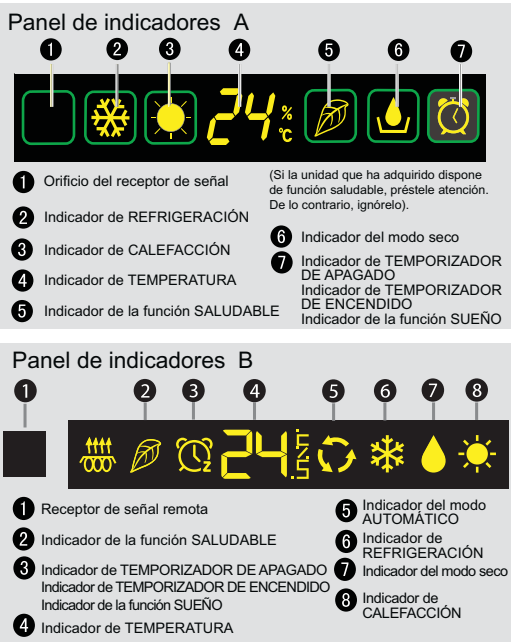 Panel de indicadores A
1 2 3 4 5 6 7
24 % °C
1 Orificio del receptor de señal
2 Indicador de REFRIGERACIÓN
3 Indicador de CALEFACCIÓN
4 Indicador de TEMPERATURA
5 Indicador de la función SALUDABLE
(Si la unidad que ha adquirido dispone
de función saludable, préstele atención.
De lo contrario, ignórelo).
6 Indicador del modo seco
7 Indicador de TEMPORIZADOR
DE APAGADO
Indicador de TEMPORIZADOR
DE ENCENDIDO
Indicador de la función SUEÑO
Panel de indicadores B
1 2 3 4 5 6 7 8
24
1 Receptor de señal remota
2 Indicador de la función SALUDABLE
3 Indicador de TEMPORIZADOR DE APAGADO
Indicador de TEMPORIZADOR DE ENCENDIDO
Indicador de la función SUEÑO
4 Indicador de TEMPERATURA
5 Indicador del modo
AUTOMÁTICO
6 Indicador de
REFRIGERACIÓN
7 Indicador del modo seco
8 Indicador de
CALEFACCIÓN